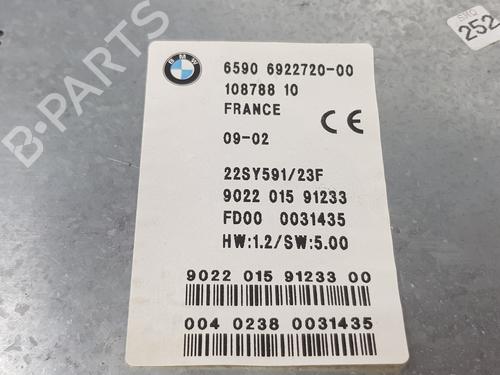 B-Parts
BMW
SMQ
252
6590 6922720-00
108788 10
FRANCE
CE
09-02
22SY591/23F
9022 015 91233
FD00 0031435
HW:1.2/SW:5.00
9022 015 91233 00
004 0238 0031435